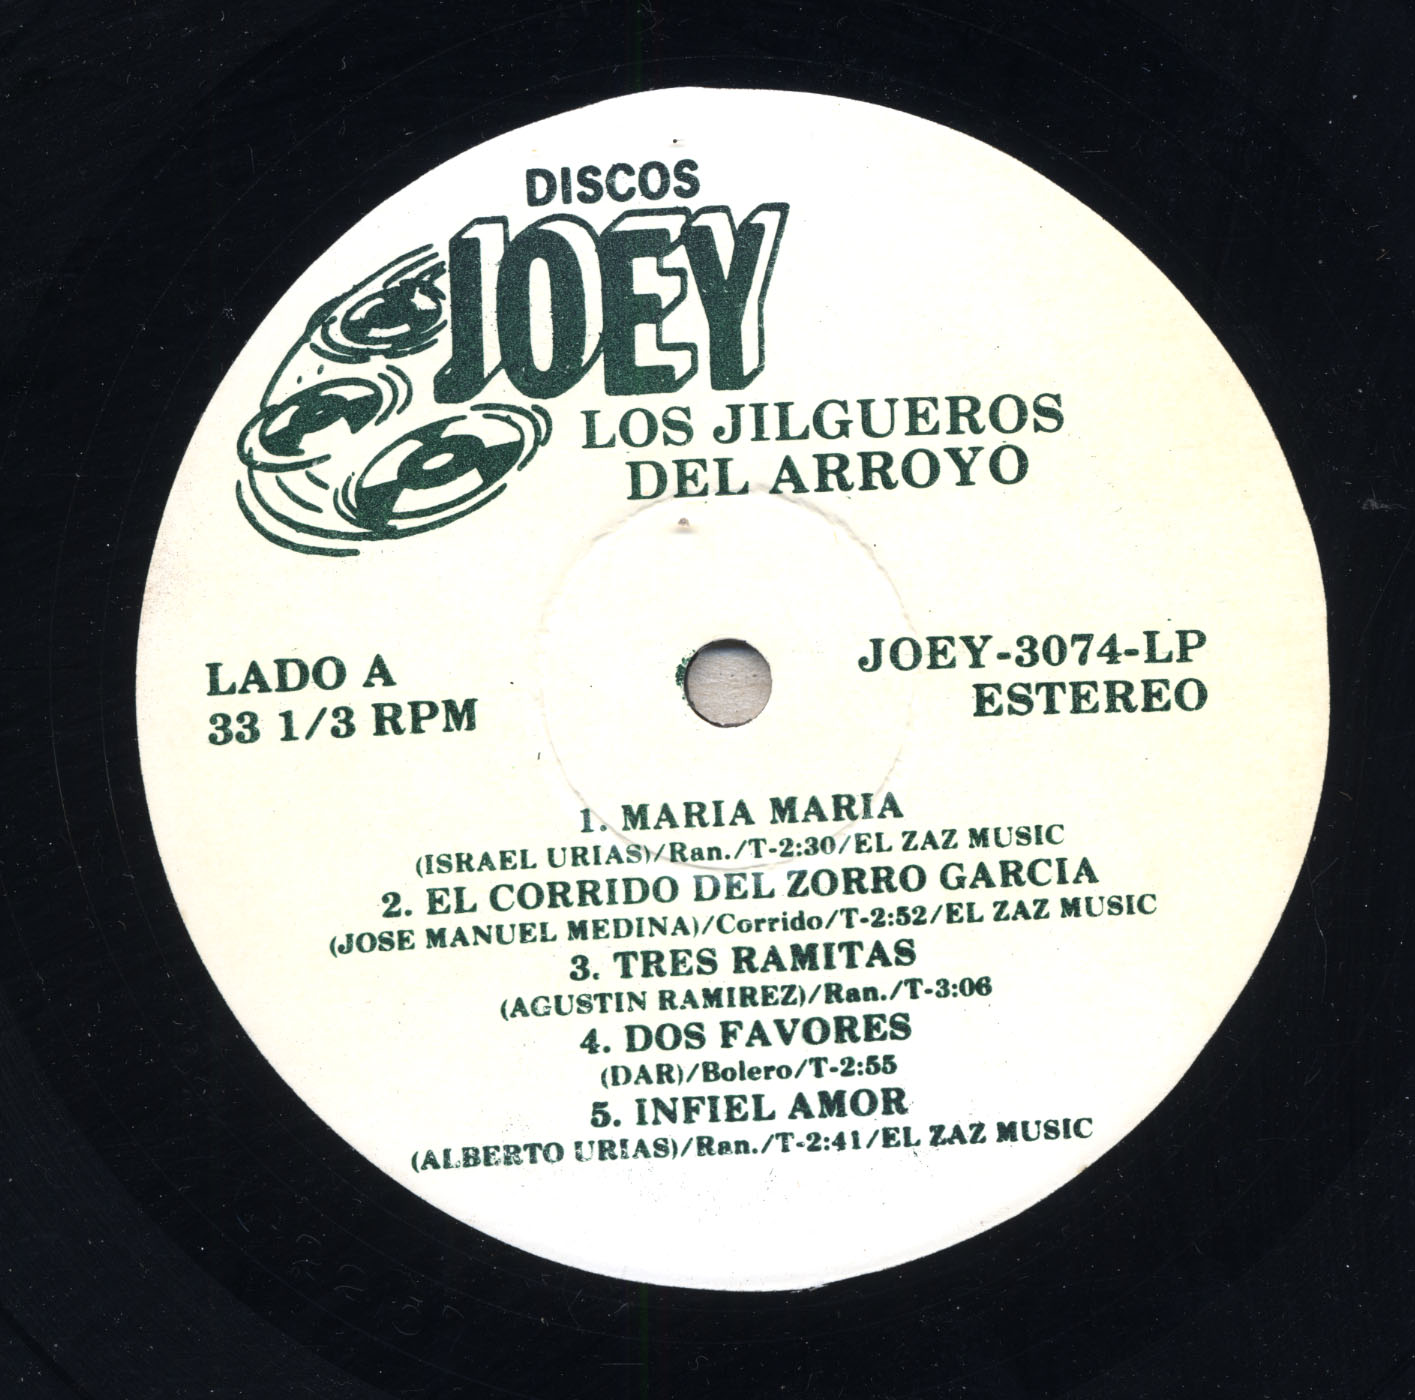 DISCOS
JOEY
LOS JILGUEROS
DEL ARROYO
LADO A
33 1/3 RPM
JOEY-3074-LP
ESTEREO
1. MARIA MARIA
(ISRAEL URIAS)/Ran./T-2:30/EL ZAZ MUSIC
2. EL CORRIDO DEL ZORRO GARCIA
(JOSE MANUEL MEDINA)/Corrido/T-2:52/EL ZAZ MUSIC
3. TRES RAMITAS
(AGUSTIN RAMIREZ)/Ran./T-3:06
4. DOS FAVORES
(DAR)/Bolero/T-2:55
5. INFIEL AMOR
(ALBERTO URIAS)/Ran./T-2:41/EL ZAZ MUSIC